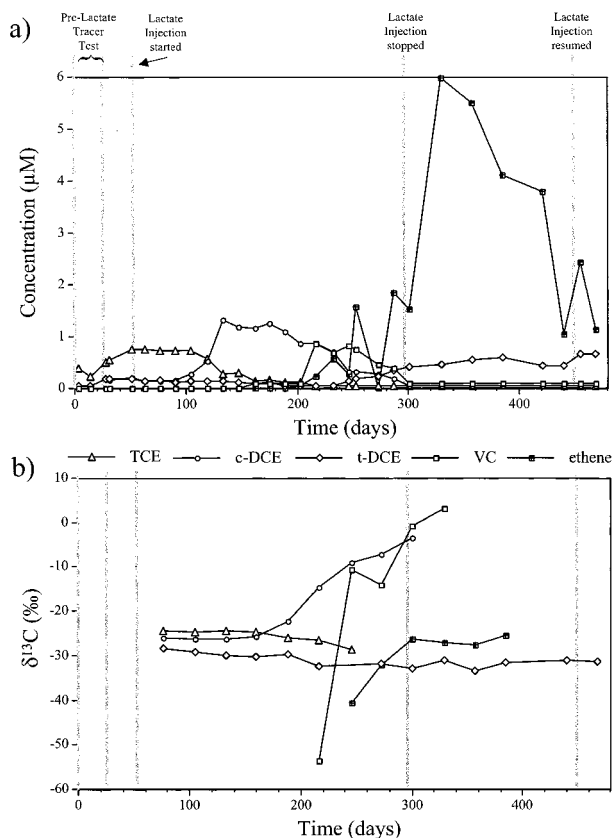 a)
Pre-Lactate
Tracer
Test
Lactate
Injection
started
Lactate
Injection
stopped
Lactate
Injection
resumed
Concentration (µM)
6
5
4
3
2
1
0
0 100 200 300 400
Time (days)
TCE c-DCE t-DCE VC ethene
b)
δ13C (‰)
10
0
-10
-20
-30
-40
-50
-60
0 100 200 300 400
Time (days)